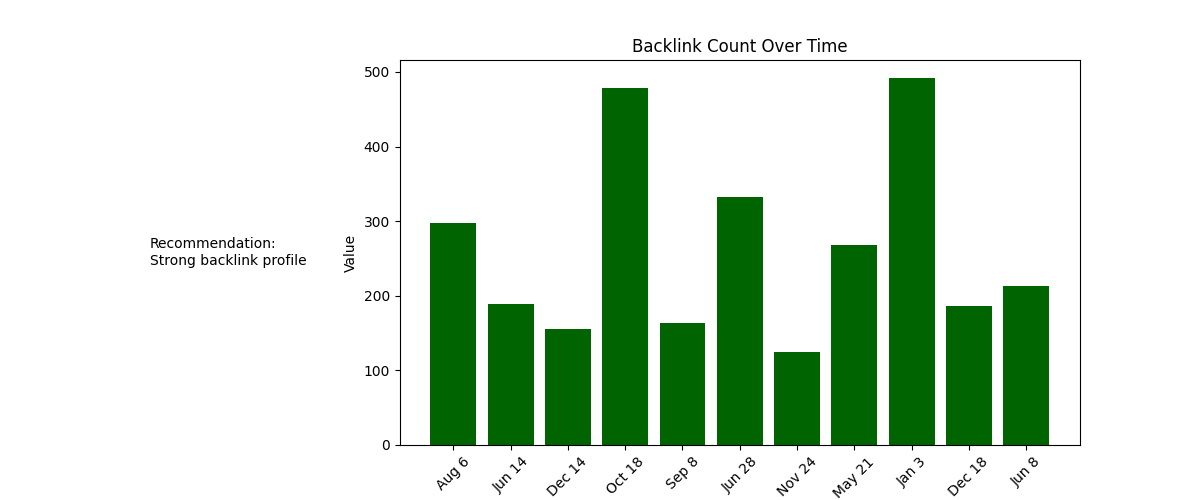 Backlink Count Over Time
Recommendation:
Strong backlink profile
Value
500
400
300
200
100
0
Aug 6
Jun 14
Dec 14
Oct 18
Sep 8
Jun 28
Nov 24
May 21
Jan 3
Dec 18
Jun 8